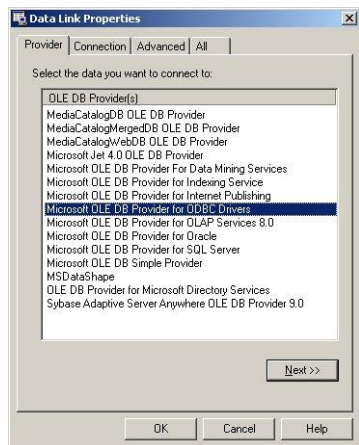 Data Link Properties
Provider Connection Advanced All
Select the data you want to connect to:
OLE DB Provider(s)
MediaCatalogDB OLE DB Provider
MediaCatalogMergedDB OLE DB Provider
MediaCatalogWebDB OLE DB Provider
Microsoft Jet 4.0 OLE DB Provider
Microsoft OLE DB Provider For Data Mining Services
Microsoft OLE DB Provider for Indexing Service
Microsoft OLE DB Provider for Internet Publishing
Microsoft OLE DB Provider for ODBC Drivers
Microsoft OLE DB Provider for OLAP Services 8.0
Microsoft OLE DB Provider for Oracle
Microsoft OLE DB Provider for SQL Server
Microsoft OLE DB Simple Provider
MSDataShape
OLE DB Provider for Microsoft Directory Services
Sybase Adaptive Server Anywhere OLE DB Provider 9.0
Next >>
OK Cancel Help